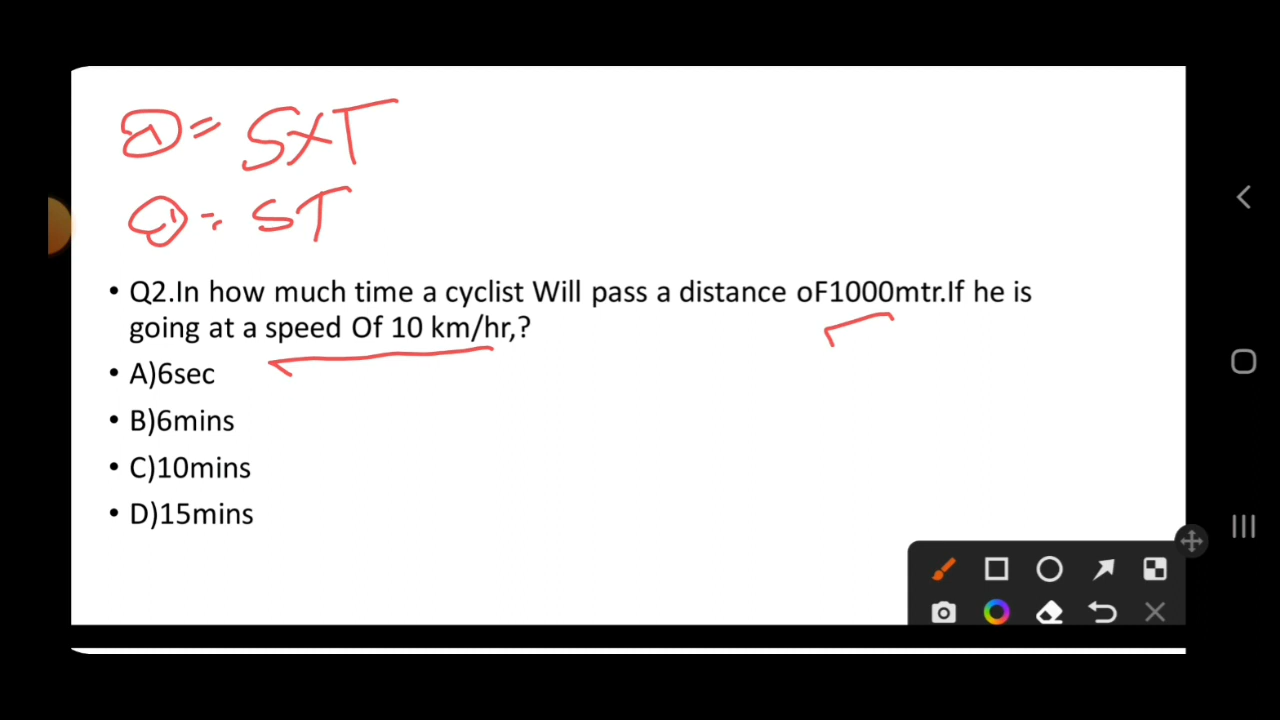 D = S×T
D = ST
• Q2.In how much time a cyclist Will pass a distance oF1000mtr.If he is
going at a speed Of 10 km/hr,?
• A)6sec
• B)6mins
• C)10mins
• D)15mins